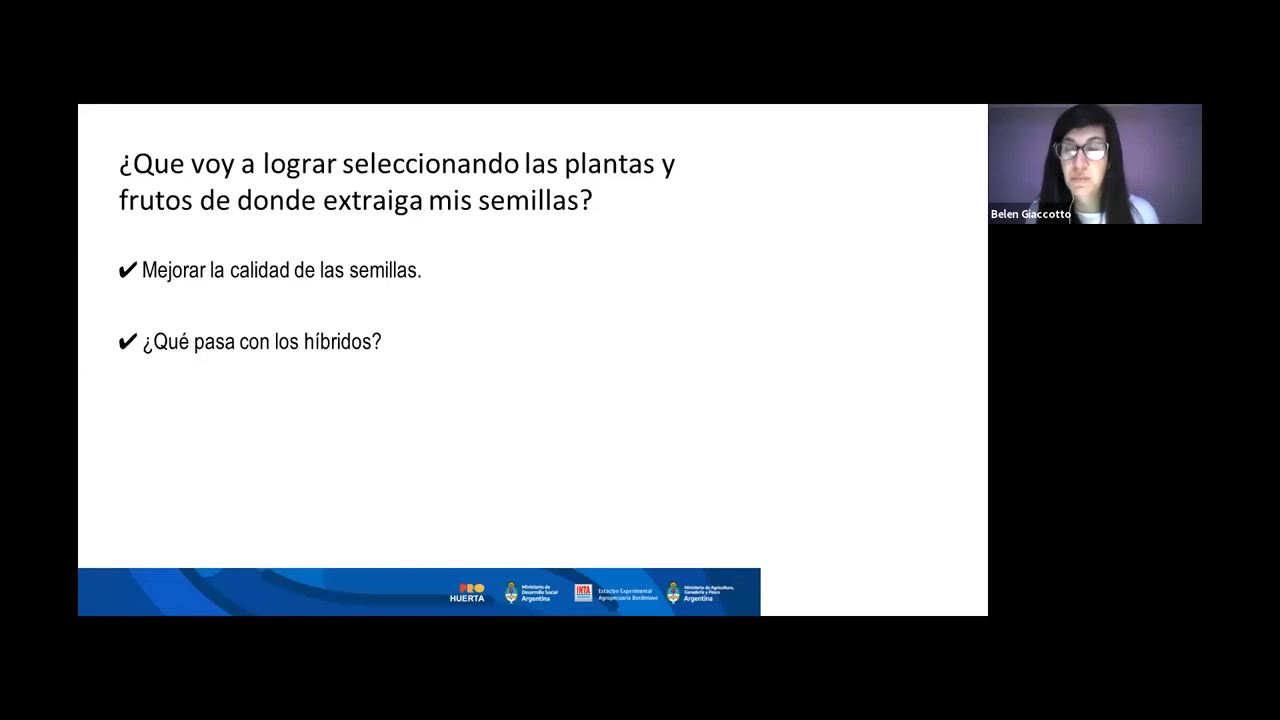 ¿Que voy a lograr seleccionando las plantas y
frutos de donde extraiga mis semillas?
✔ Mejorar la calidad de las semillas.
✔ ¿Qué pasa con los híbridos?
Belen Giaccotto
PRO
HUERTA
Ministerio de
Desarrollo Social
Argentina
INTA
Estación Experimental
Agropecuaria Bordenave
Ministerio de Agricultura,
Ganadería y Pesca
Argentina